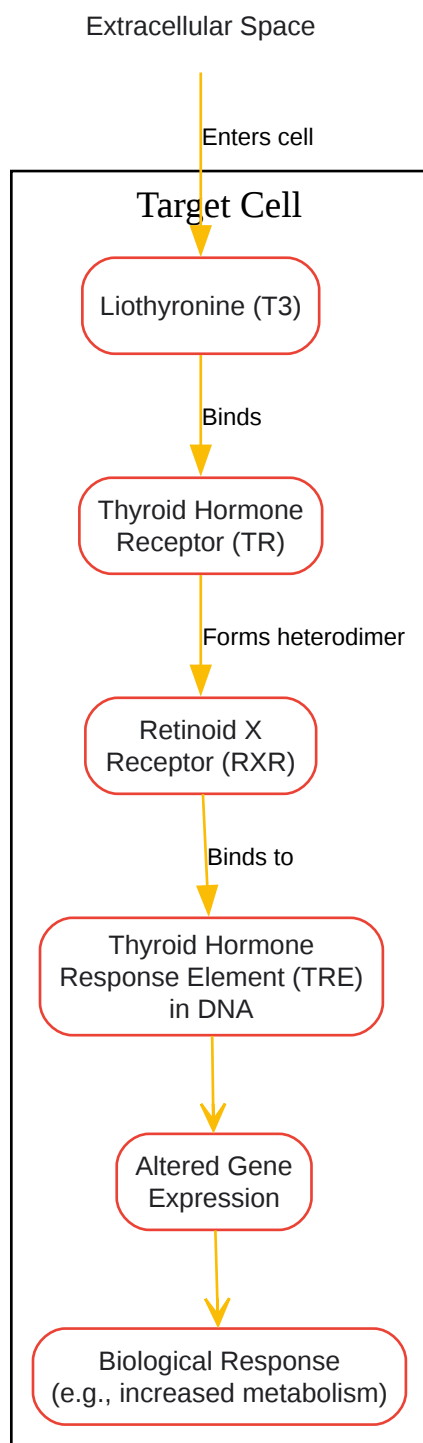 Extracellular Space
Enters cell
Target Cell
Liothyronine (T3)
Binds
Thyroid Hormone
Receptor (TR)
Forms heterodimer
Retinoid X
Receptor (RXR)
Binds to
Thyroid Hormone
Response Element (TRE)
in DNA
Altered Gene
Expression
Biological Response
(e.g., increased metabolism)